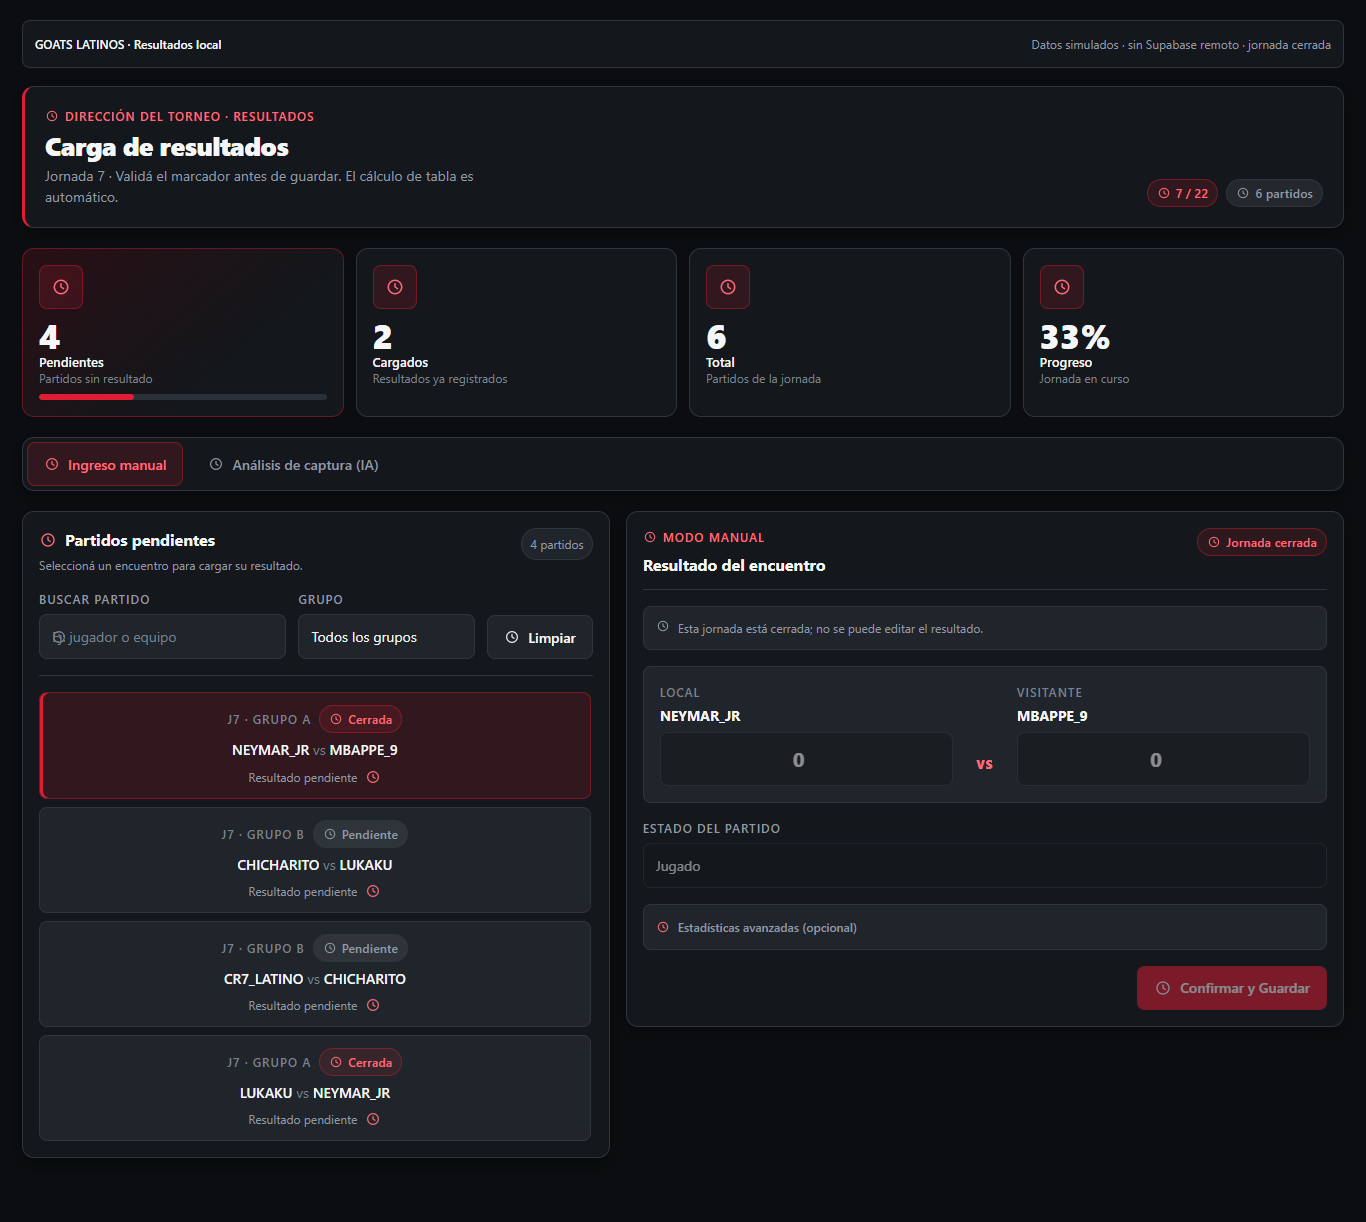 GOATS LATINOS · Resultados local
Datos simulados · sin Supabase remoto · jornada cerrada
DIRECCIÓN DEL TORNEO · RESULTADOS
Carga de resultados
Jornada 7 · Validá el marcador antes de guardar. El cálculo de tabla es
automático.
7 / 22
6 partidos
4
Pendientes
Partidos sin resultado
2
Cargados
Resultados ya registrados
6
Total
Partidos de la jornada
33%
Progreso
Jornada en curso
Ingreso manual
Análisis de captura (IA)
Partidos pendientes
4 partidos
Seleccioná un encuentro para cargar su resultado.
BUSCAR PARTIDO
GRUPO
jugador o equipo
Todos los grupos
Limpiar
J7 · GRUPO A
Cerrada
NEYMAR_JR vs MBAPPE_9
Resultado pendiente
J7 · GRUPO B
Pendiente
CHICHARITO vs LUKAKU
Resultado pendiente
J7 · GRUPO B
Pendiente
CR7_LATINO vs CHICHARITO
Resultado pendiente
J7 · GRUPO A
Cerrada
LUKAKU vs NEYMAR_JR
Resultado pendiente
MODO MANUAL
Jornada cerrada
Resultado del encuentro
Esta jornada está cerrada; no se puede editar el resultado.
LOCAL
VISITANTE
NEYMAR_JR
MBAPPE_9
0
vs
0
ESTADO DEL PARTIDO
Jugado
Estadísticas avanzadas (opcional)
Confirmar y Guardar